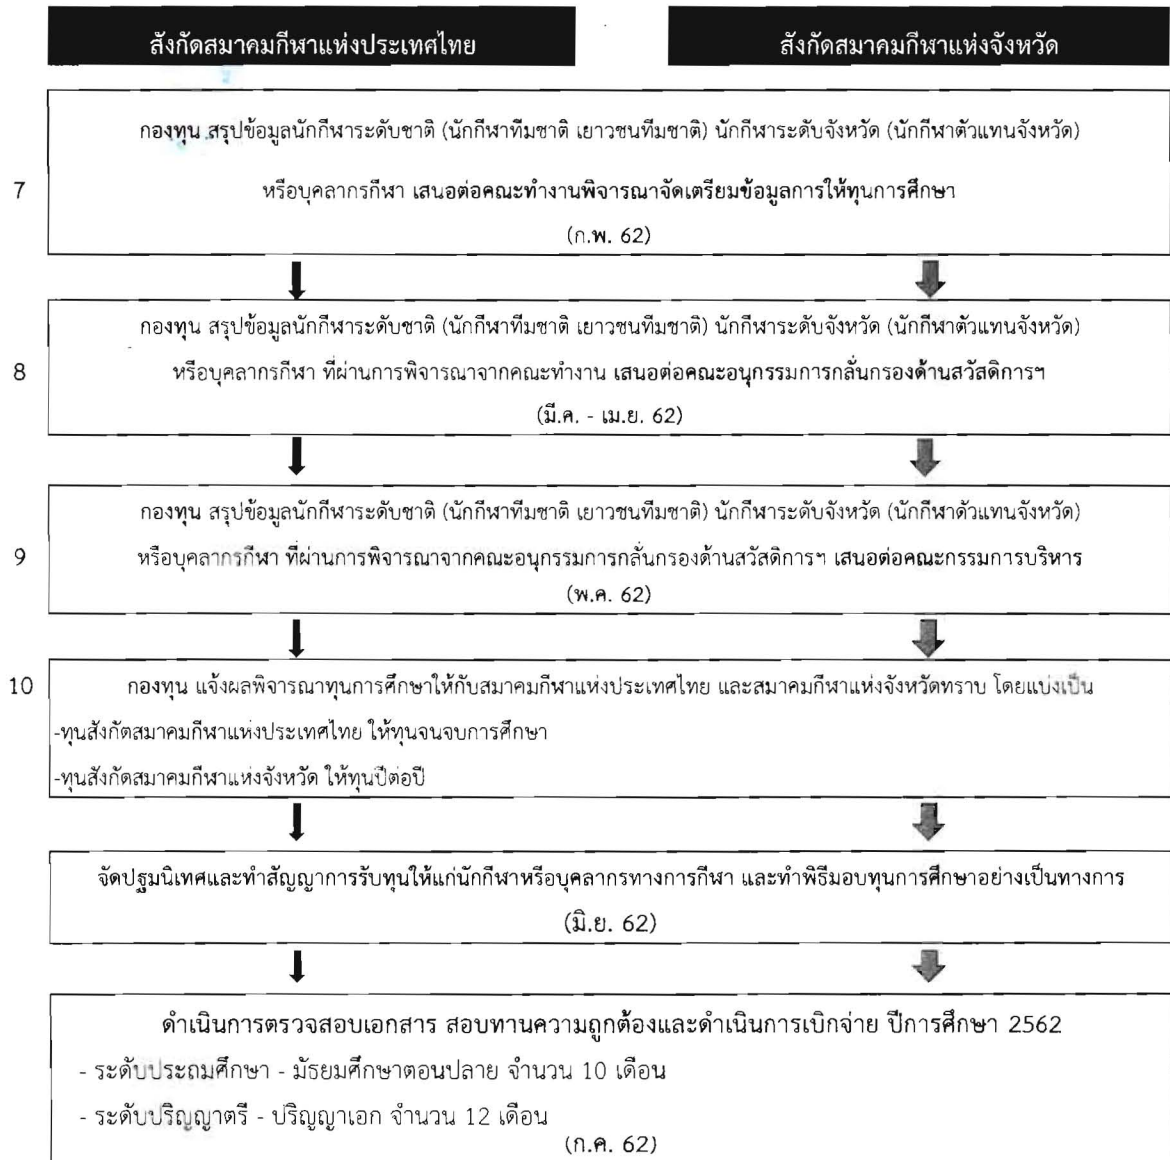 สังกัดสมาคมกีฬาแห่งประเทศไทย
สังกัดสมาคมกีฬาแห่งจังหวัด
กองทุน สรุปข้อมูลนักกีฬาระดับชาติ (นักกีฬาทีมชาติ เยาวชนทีมชาติ) นักกีฬาระดับจังหวัด (นักกีฬาตัวแทนจังหวัด)
7 หรือบุคลากรกีฬา เสนอต่อคณะทำงานพิจารณาจัดเตรียมข้อมูลการให้ทุนการศึกษา
(ก.พ. 62)
กองทุน สรุปข้อมูลนักกีฬาระดับชาติ (นักกีฬาทีมชาติ เยาวชนทีมชาติ) นักกีฬาระดับจังหวัด (นักกีฬาตัวแทนจังหวัด)
8 หรือบุคลากรกีฬา ที่ผ่านการพิจารณาจากคณะทำงาน เสนอต่อคณะอนุกรรมการกลั่นกรองด้านสวัสดิการฯ
(มี.ค. - เม.ย. 62)
กองทุน สรุปข้อมูลนักกีฬาระดับชาติ (นักกีฬาทีมชาติ เยาวชนทีมชาติ) นักกีฬาระดับจังหวัด (นักกีฬาตัวแทนจังหวัด)
9 หรือบุคลากรกีฬา ที่ผ่านการพิจารณาจากคณะอนุกรรมการกลั่นกรองด้านสวัสดิการฯ เสนอต่อคณะกรรมการบริหาร
(พ.ค. 62)
10 กองทุน แจ้งผลพิจารณาทุนการศึกษาให้กับสมาคมกีฬาแห่งประเทศไทย และสมาคมกีฬาแห่งจังหวัดทราบ โดยแบ่งเป็น
-ทุนสังกัดสมาคมกีฬาแห่งประเทศไทย ให้ทุนจนจบการศึกษา
-ทุนสังกัดสมาคมกีฬาแห่งจังหวัด ให้ทุนปีต่อปี
จัดปฐมนิเทศและทำสัญญาการรับทุนให้แก่นักกีฬาหรือบุคลากรทางการกีฬา และทำพิธีมอบทุนการศึกษาอย่างเป็นทางการ
(มิ.ย. 62)
ดำเนินการตรวจสอบเอกสาร สอบทานความถูกต้องและดำเนินการเบิกจ่าย ปีการศึกษา 2562
- ระดับประถมศึกษา - มัธยมศึกษาตอนปลาย จำนวน 10 เดือน
- ระดับปริญญาตรี - ปริญญาเอก จำนวน 12 เดือน
(ก.ค. 62)